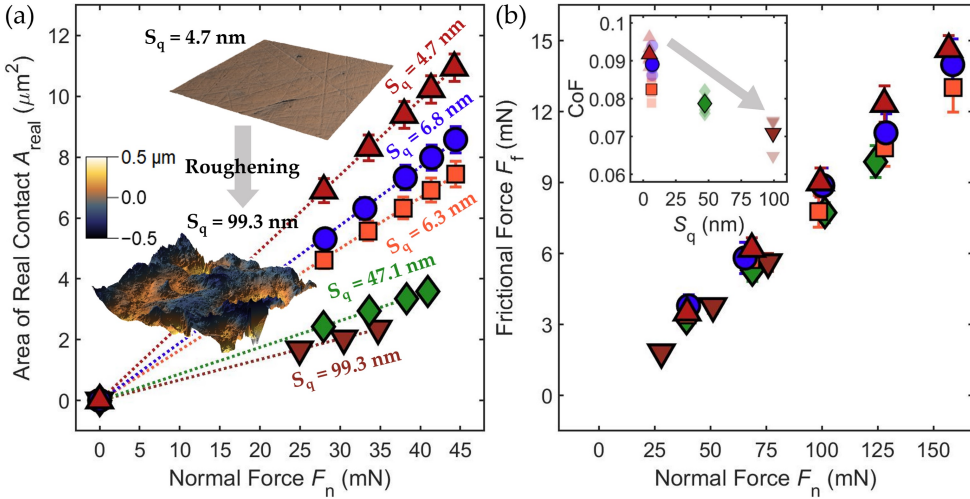 (a)
Area of Real Contact A_real (μm²)
12
10
8
6
4
2
0
S_q = 4.7 nm
Roughening
0.5 μm
0.0
−0.5
S_q = 99.3 nm
S_q = 4.7 nm
S_q = 6.8 nm
S_q = 6.3 nm
S_q = 47.1 nm
S_q = 99.3 nm
0 5 10 15 20 25 30 35 40 45
Normal Force F_n (mN)
(b)
Frictional Force F_f (mN)
15
12
9
6
3
0
CoF
0.1
0.09
0.08
0.07
0.06
0 25 50 75 100
S_q (nm)
0 25 50 75 100 125 150
Normal Force F_n (mN)